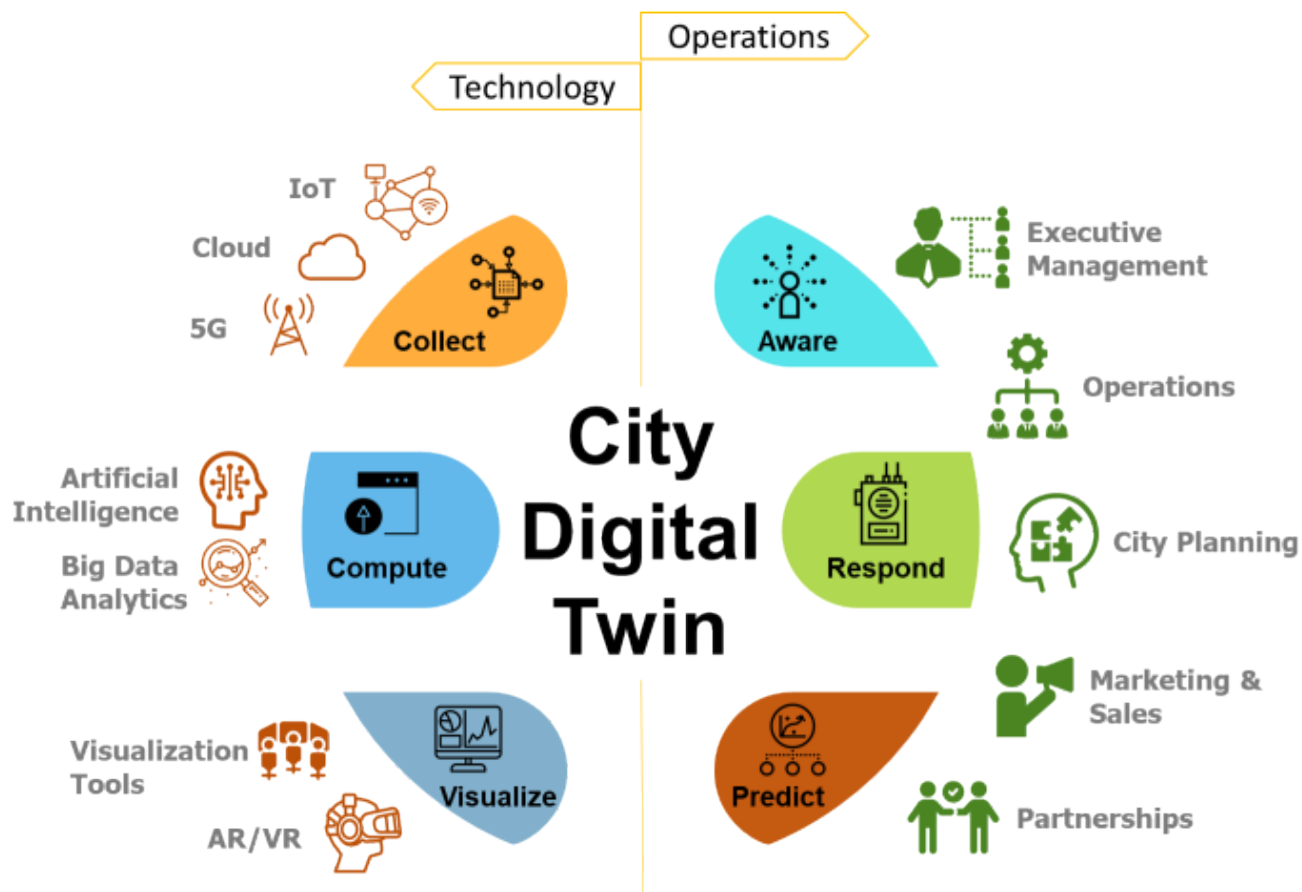 Operations
Technology
IoT
Cloud
5G
Collect
Artificial
Intelligence
Big Data
Analytics
Compute
Visualization
Tools
AR/VR
Visualize
City
Digital
Twin
Aware
Executive
Management
Operations
Respond
City Planning
Marketing &
Sales
Predict
Partnerships